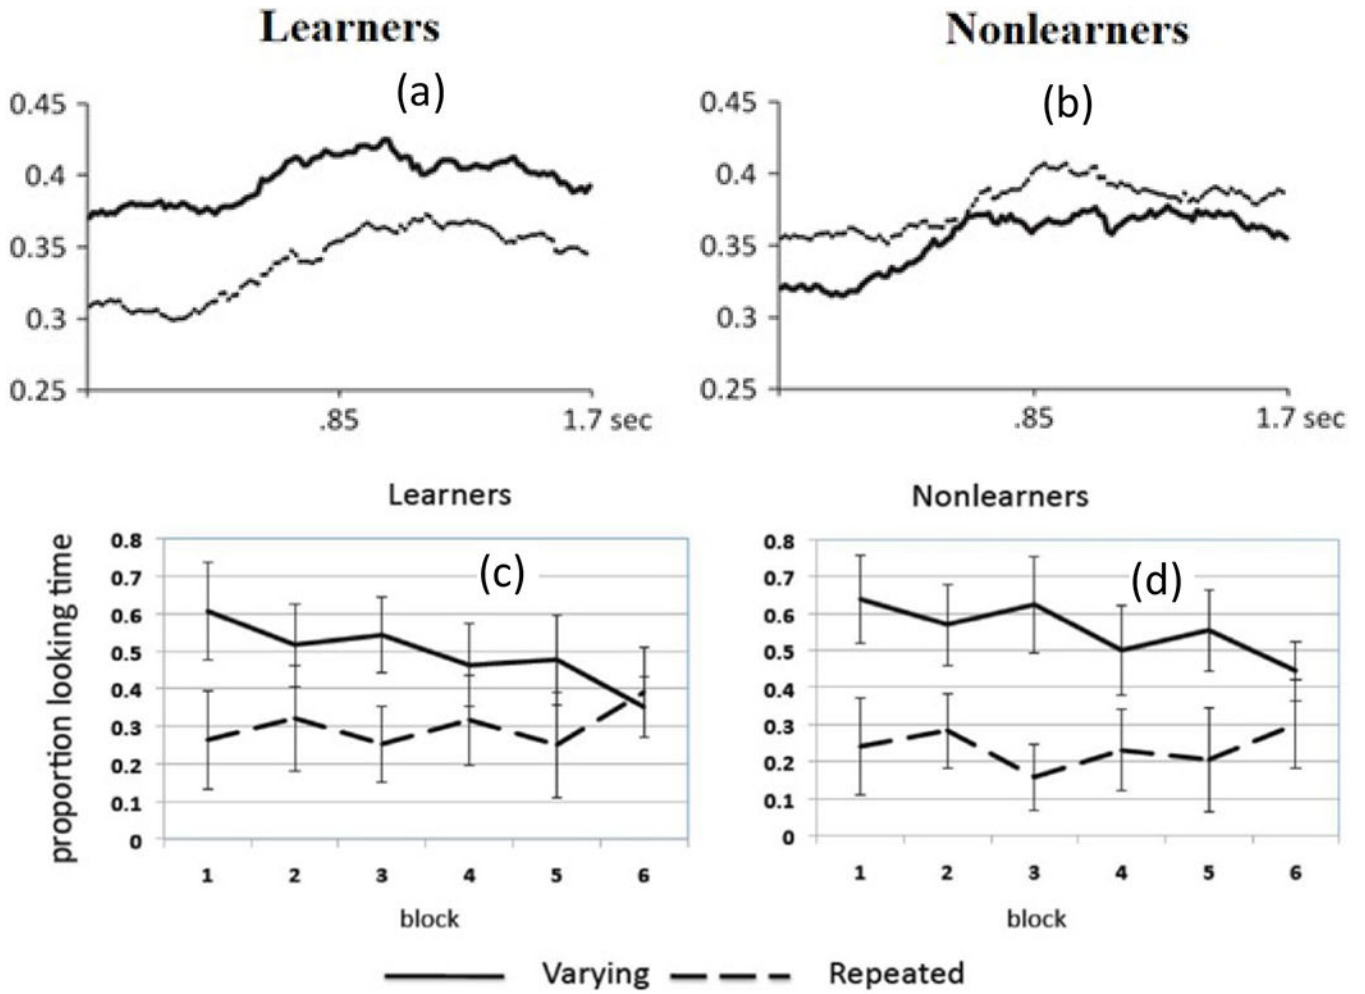 Learners
Nonlearners
(a)
(b)
0.45
0.4
0.35
0.3
0.25
.85
1.7 sec
0.45
0.4
0.35
0.3
0.25
.85
1.7 sec
Learners
Nonlearners
proportion looking time
(c)
0.8
0.7
0.6
0.5
0.4
0.3
0.2
0.1
0
1 2 3 4 5 6
block
(d)
0.8
0.7
0.6
0.5
0.4
0.3
0.2
0.1
0
1 2 3 4 5 6
block
Varying
Repeated